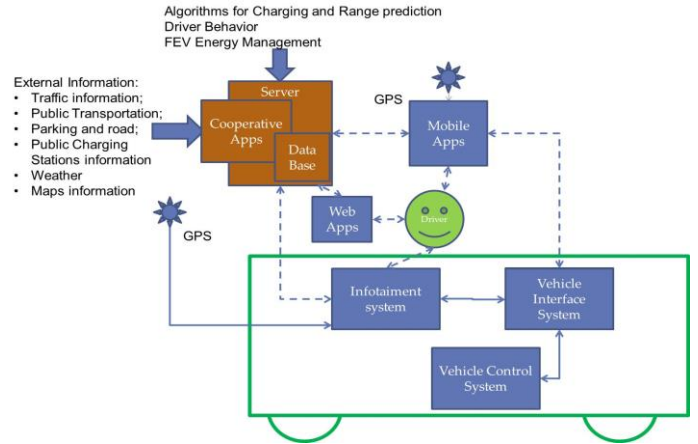 Algorithms for Charging and Range prediction
Driver Behavior
FEV Energy Management
External Information:
• Traffic information;
• Public Transportation;
• Parking and road;
• Public Charging
Stations information
• Weather
• Maps information
Server
Cooperative
Apps
Data
Base
GPS
Mobile
Apps
Web
Apps
Driver
GPS
Infotaiment
system
Vehicle
Interface
System
Vehicle Control
System